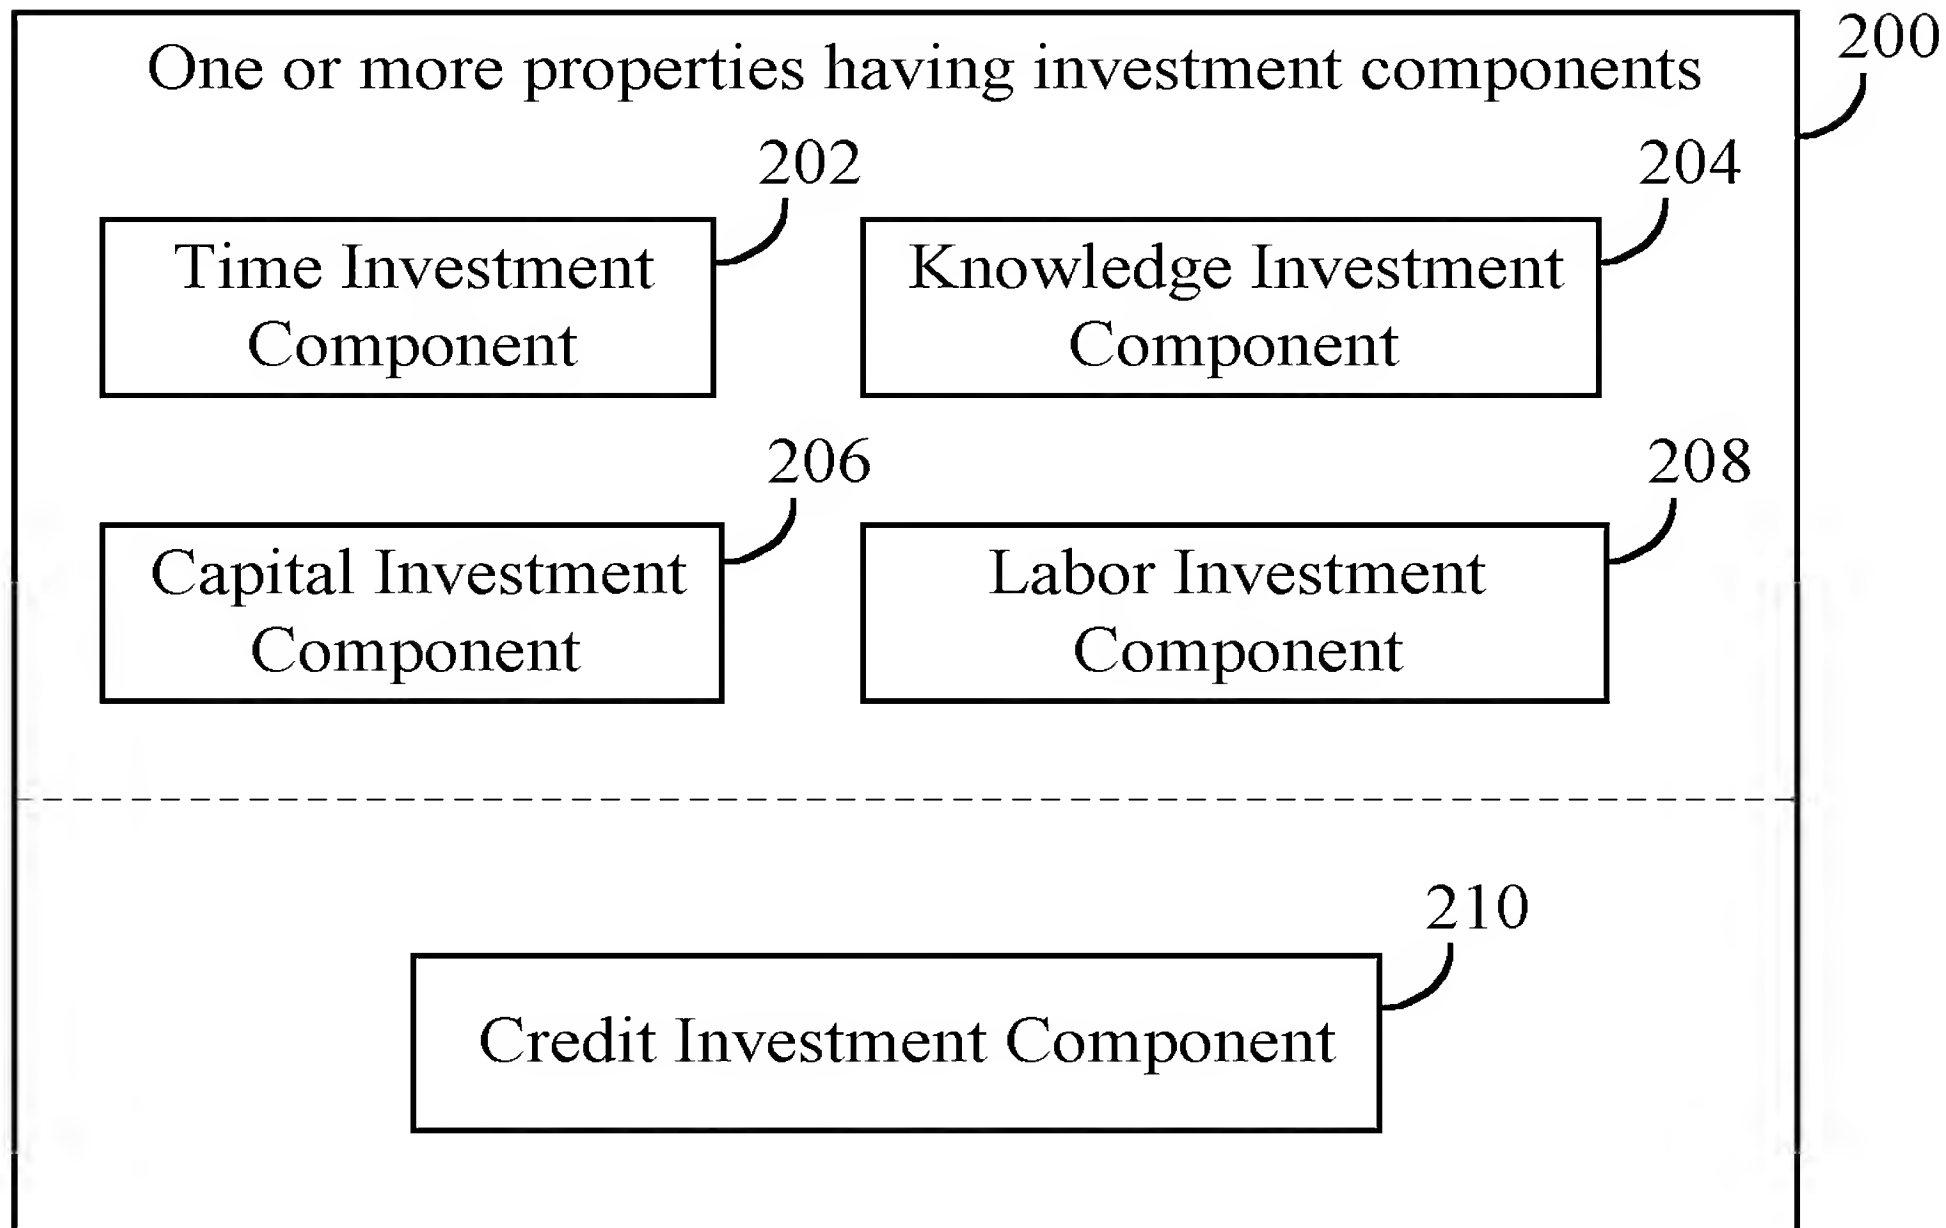 200
One or more properties having investment components
202
204
Time Investment
Component
Knowledge Investment
Component
206
208
Capital Investment
Component
Labor Investment
Component
210
Credit Investment Component